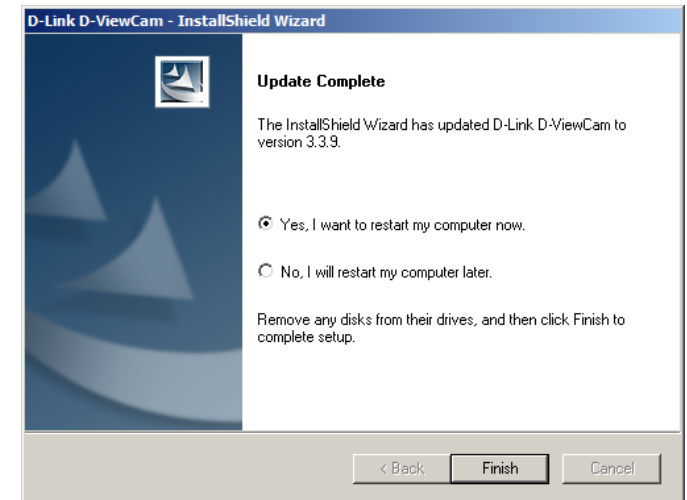 D-Link D-ViewCam - InstallShield Wizard
Update Complete
The InstallShield Wizard has updated D-Link D-ViewCam to
version 3.3.9.
Yes, I want to restart my computer now.
No, I will restart my computer later.
Remove any disks from their drives, and then click Finish to
complete setup.
< Back
Finish
Cancel